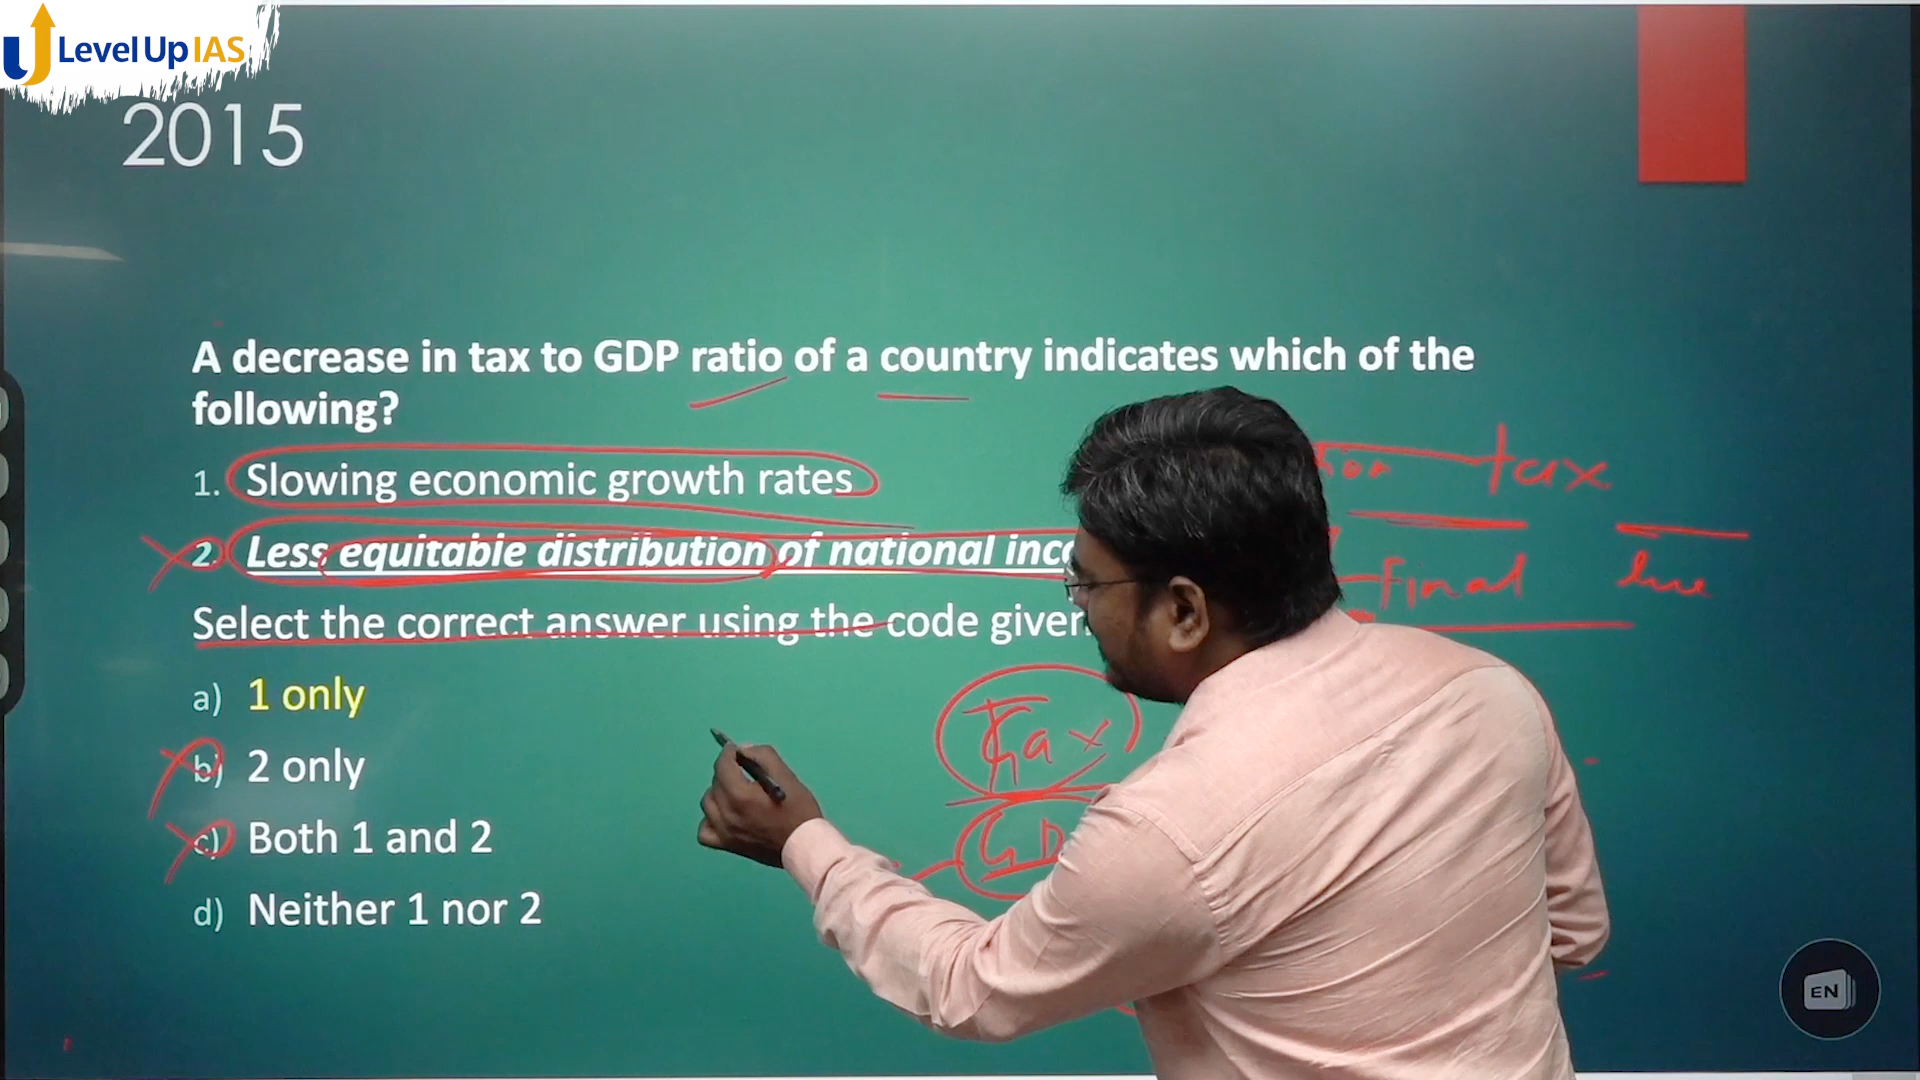 Level Up IAS
2015
A decrease in tax to GDP ratio of a country indicates which of the
following?
1. Slowing economic growth rates
2. Less equitable distribution of national
Select the correct answer using the code given
a) 1 only
b) 2 only
c) Both 1 and 2
d) Neither 1 nor 2
tax
final
Tax
GD
EN